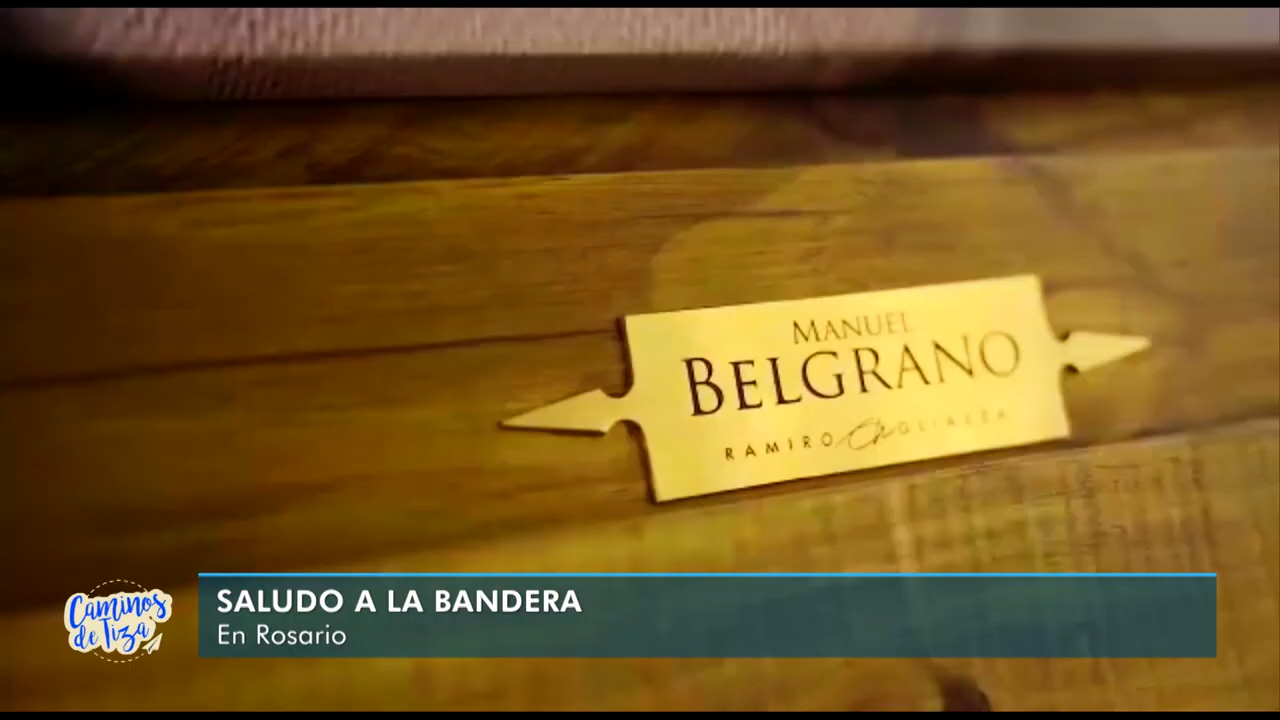 MANUEL
BELGRANO
RAMIRO
SALUDO A LA BANDERA
En Rosario
Caminos
de Tiza